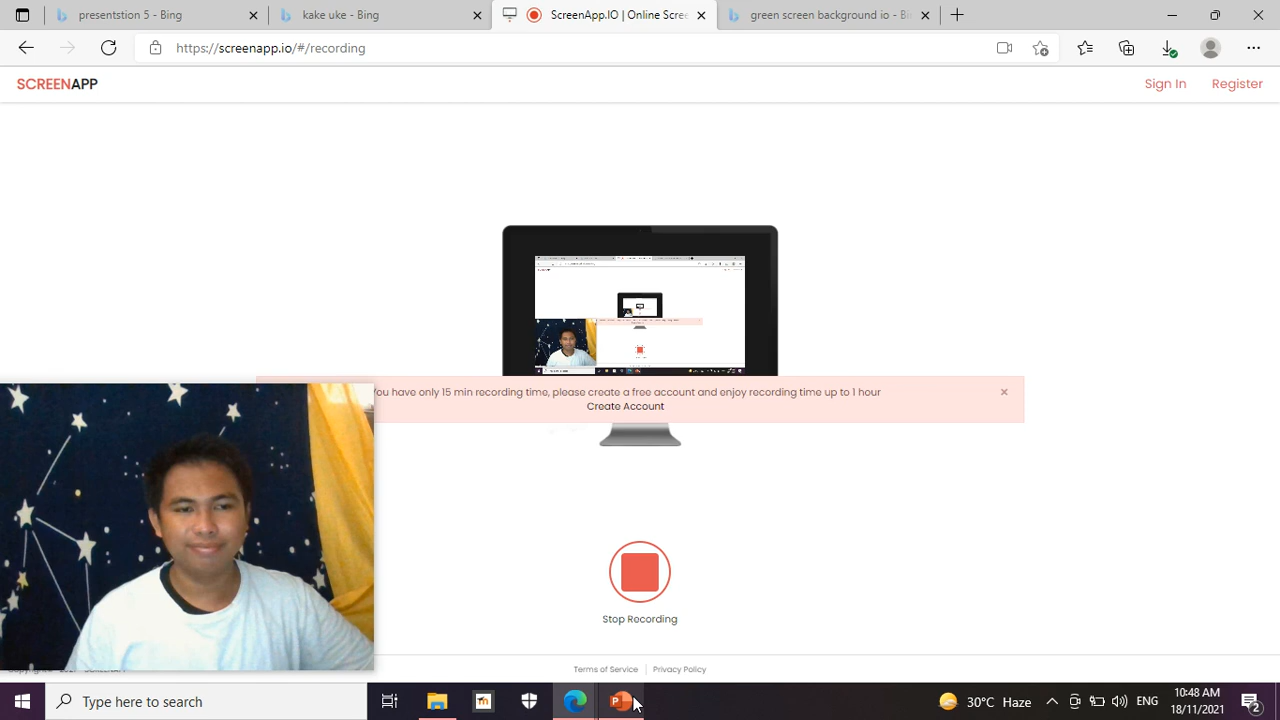 presentation 5 - Bing
kake uke - Bing
ScreenApp | Online Scree
green screen background io - Bi
https://screenapp.io/#/recording
SCREENAPP
Sign In
Register
You have only 15 min recording time, please create a free account and enjoy recording time up to 1 hour
Create Account
Stop Recording
Terms of Service
Privacy Policy
Type here to search
30°C Haze
ENG
10:48 AM
18/11/2021
2